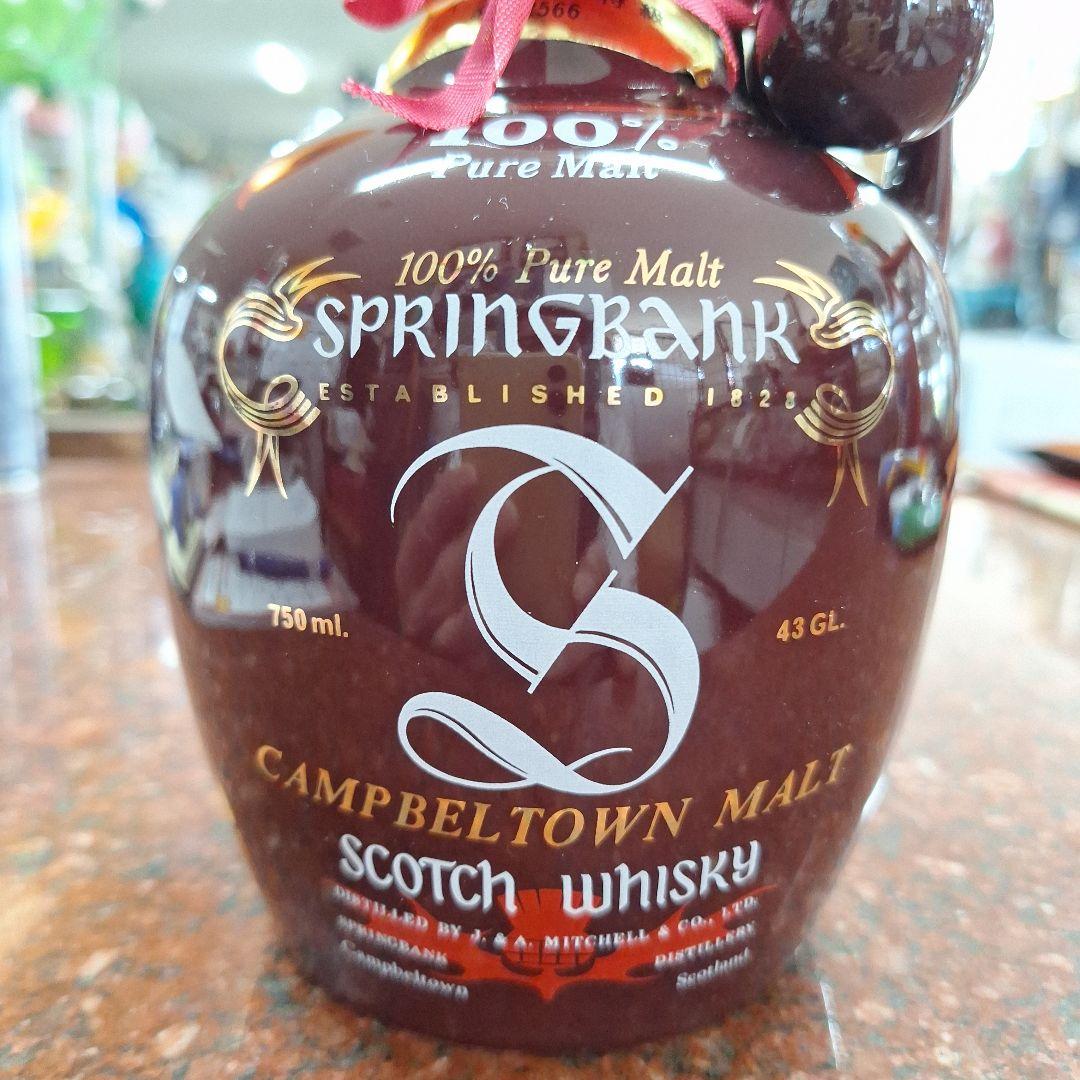 566
100%
Pure Malt
100% Pure Malt
SPRINGBANK
ESTABLISHED 1828
S
750 ml.
43 GL.
CAMPBELTOWN MALT
SCOTCH WHISKY
DISTILLED BY J. & A. MITCHELL & CO., LTD.
SPRINGBANK DISTILLERY
Campbeltown Scotland